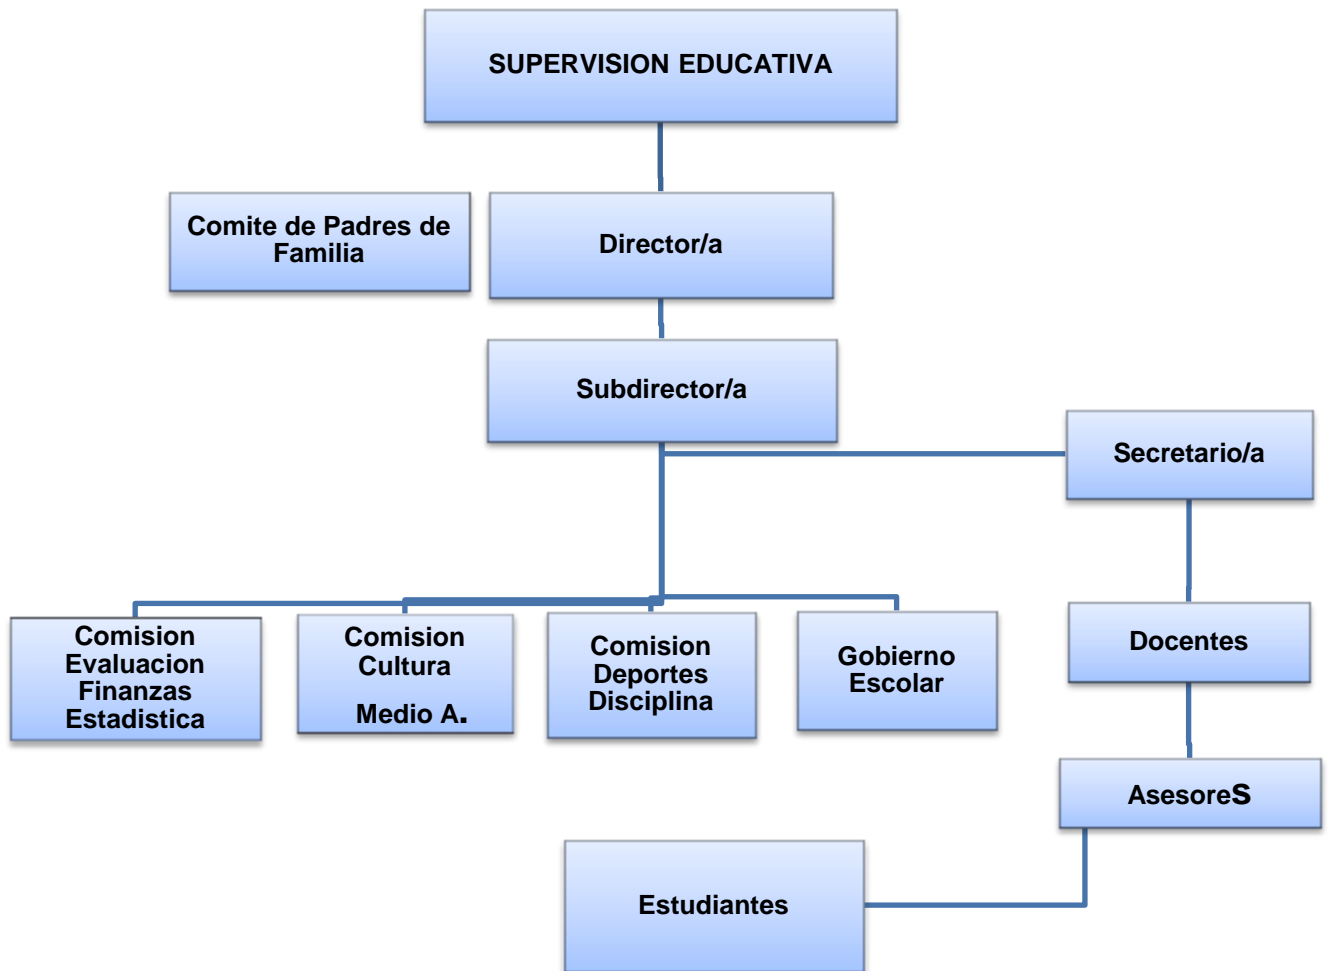 SUPERVISION EDUCATIVA
Comite de Padres de
Familia
Director/a
Subdirector/a
Secretario/a
Comision
Evaluacion
Finanzas
Estadistica
Comision
Cultura
Medio A.
Comision
Deportes
Disciplina
Gobierno
Escolar
Docentes
Asesores
Estudiantes